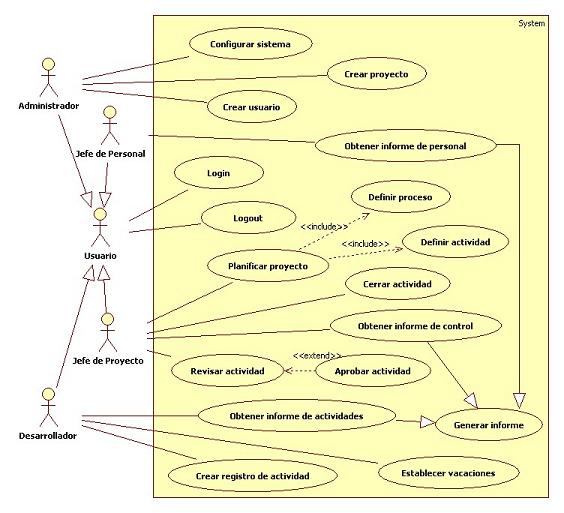 System
Configurar sistema
Administrador
Crear proyecto
Crear usuario
Jefe de Personal
Obtener informe de personal
Login
Definir proceso
Logout
<<include>>
Usuario
<<include>>
Definir actividad
Planificar proyecto
Cerrar actividad
Obtener informe de control
Jefe de Proyecto
<<extend>>
Revisar actividad
Aprobar actividad
Obtener informe de actividades
Generar informe
Desarrollador
Crear registro de actividad
Establecer vacaciones